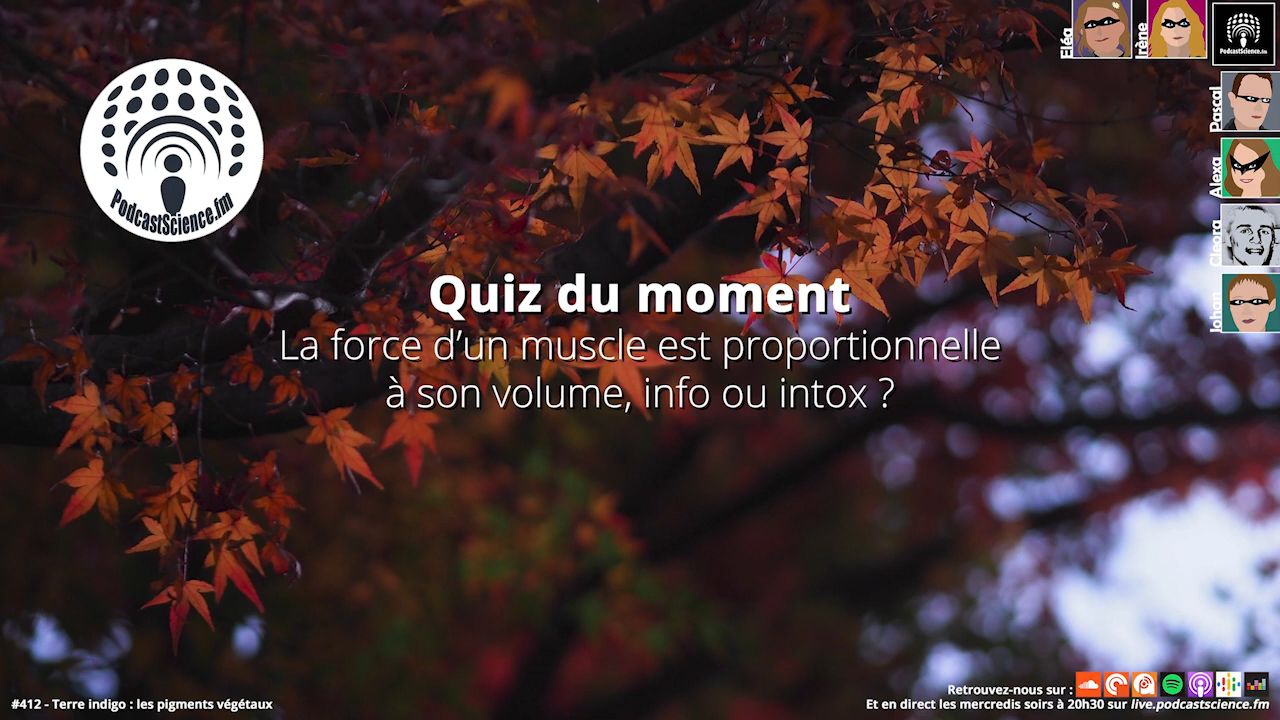 Eléa
Irène
PodcastScience.fm
Pascal
Alexa
Johan
PodcastScience.fm
Quiz du moment
La force d’un muscle est proportionnelle
à son volume, info ou intox ?
Retrouvez-nous sur :
#412 - Terre indigo : les pigments végétaux
Et en direct les mercredis soirs à 20h30 sur live.podcastscience.fm